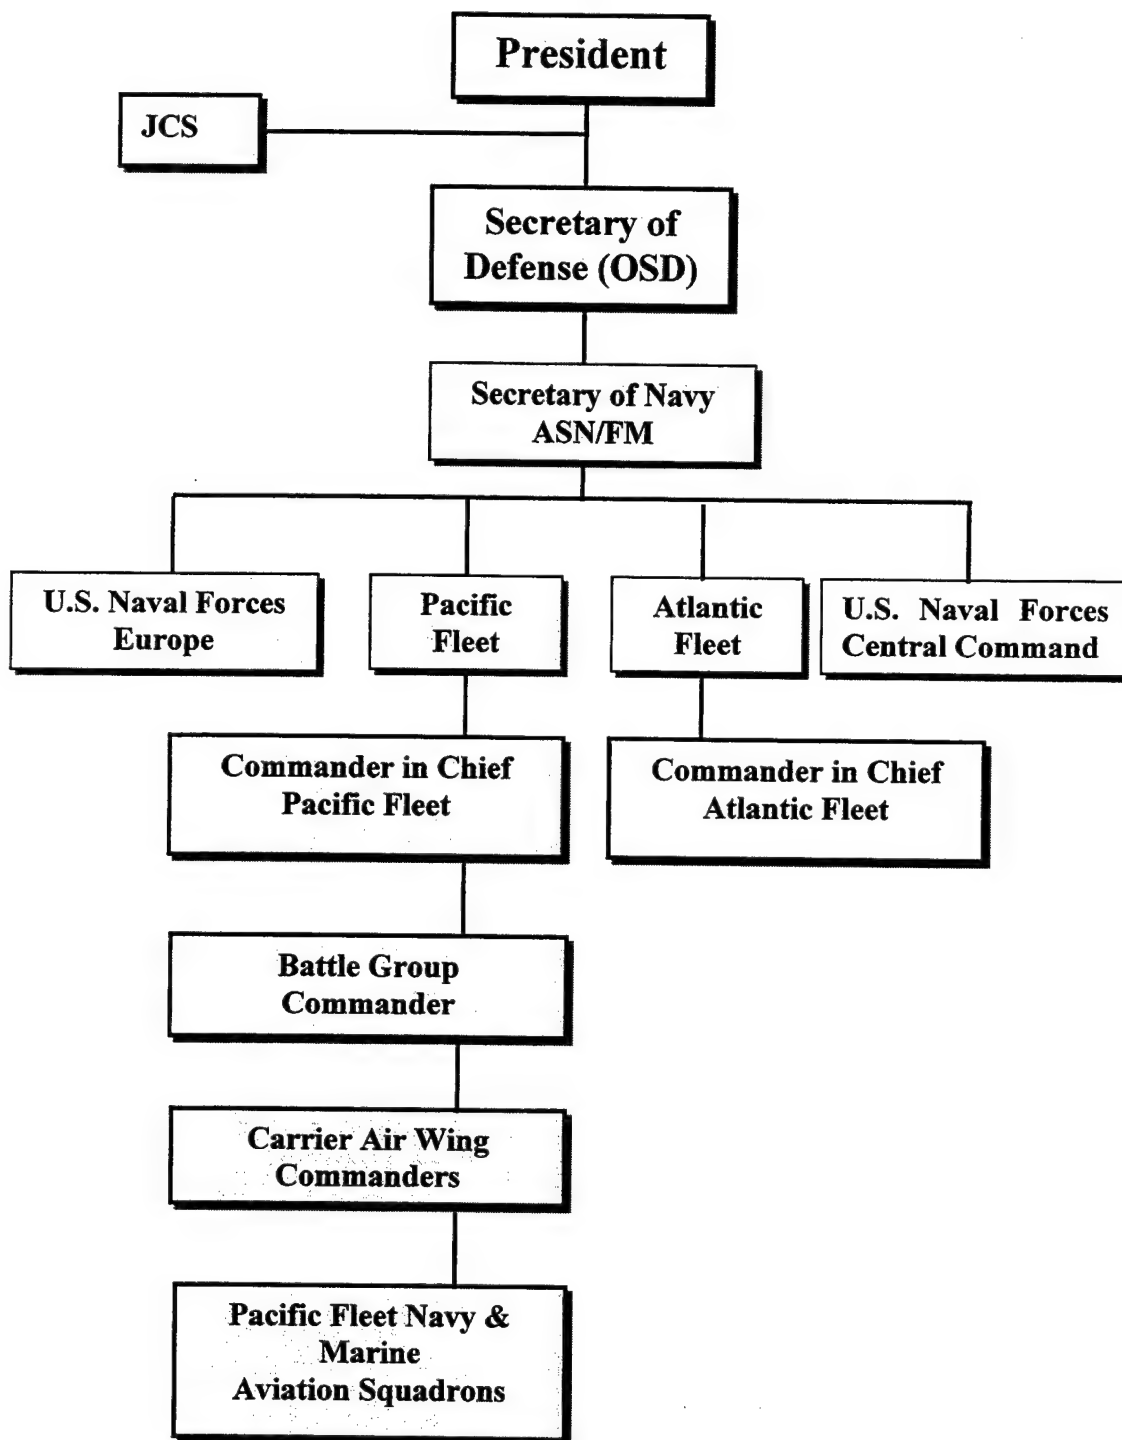 President
JCS
Secretary of
Defense (OSD)
Secretary of Navy
ASN/FM
U.S. Naval Forces
Europe
Pacific
Fleet
Atlantic
Fleet
U.S. Naval Forces
Central Command
Commander in Chief
Pacific Fleet
Commander in Chief
Atlantic Fleet
Battle Group
Commander
Carrier Air Wing
Commanders
Pacific Fleet Navy &
Marine
Aviation Squadrons